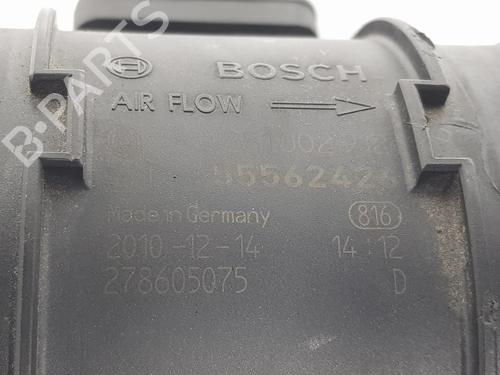 BOSCH
AIR FLOW
Made in Germany
816
2010-12-14 14:12
278605075 D
B-PARTS